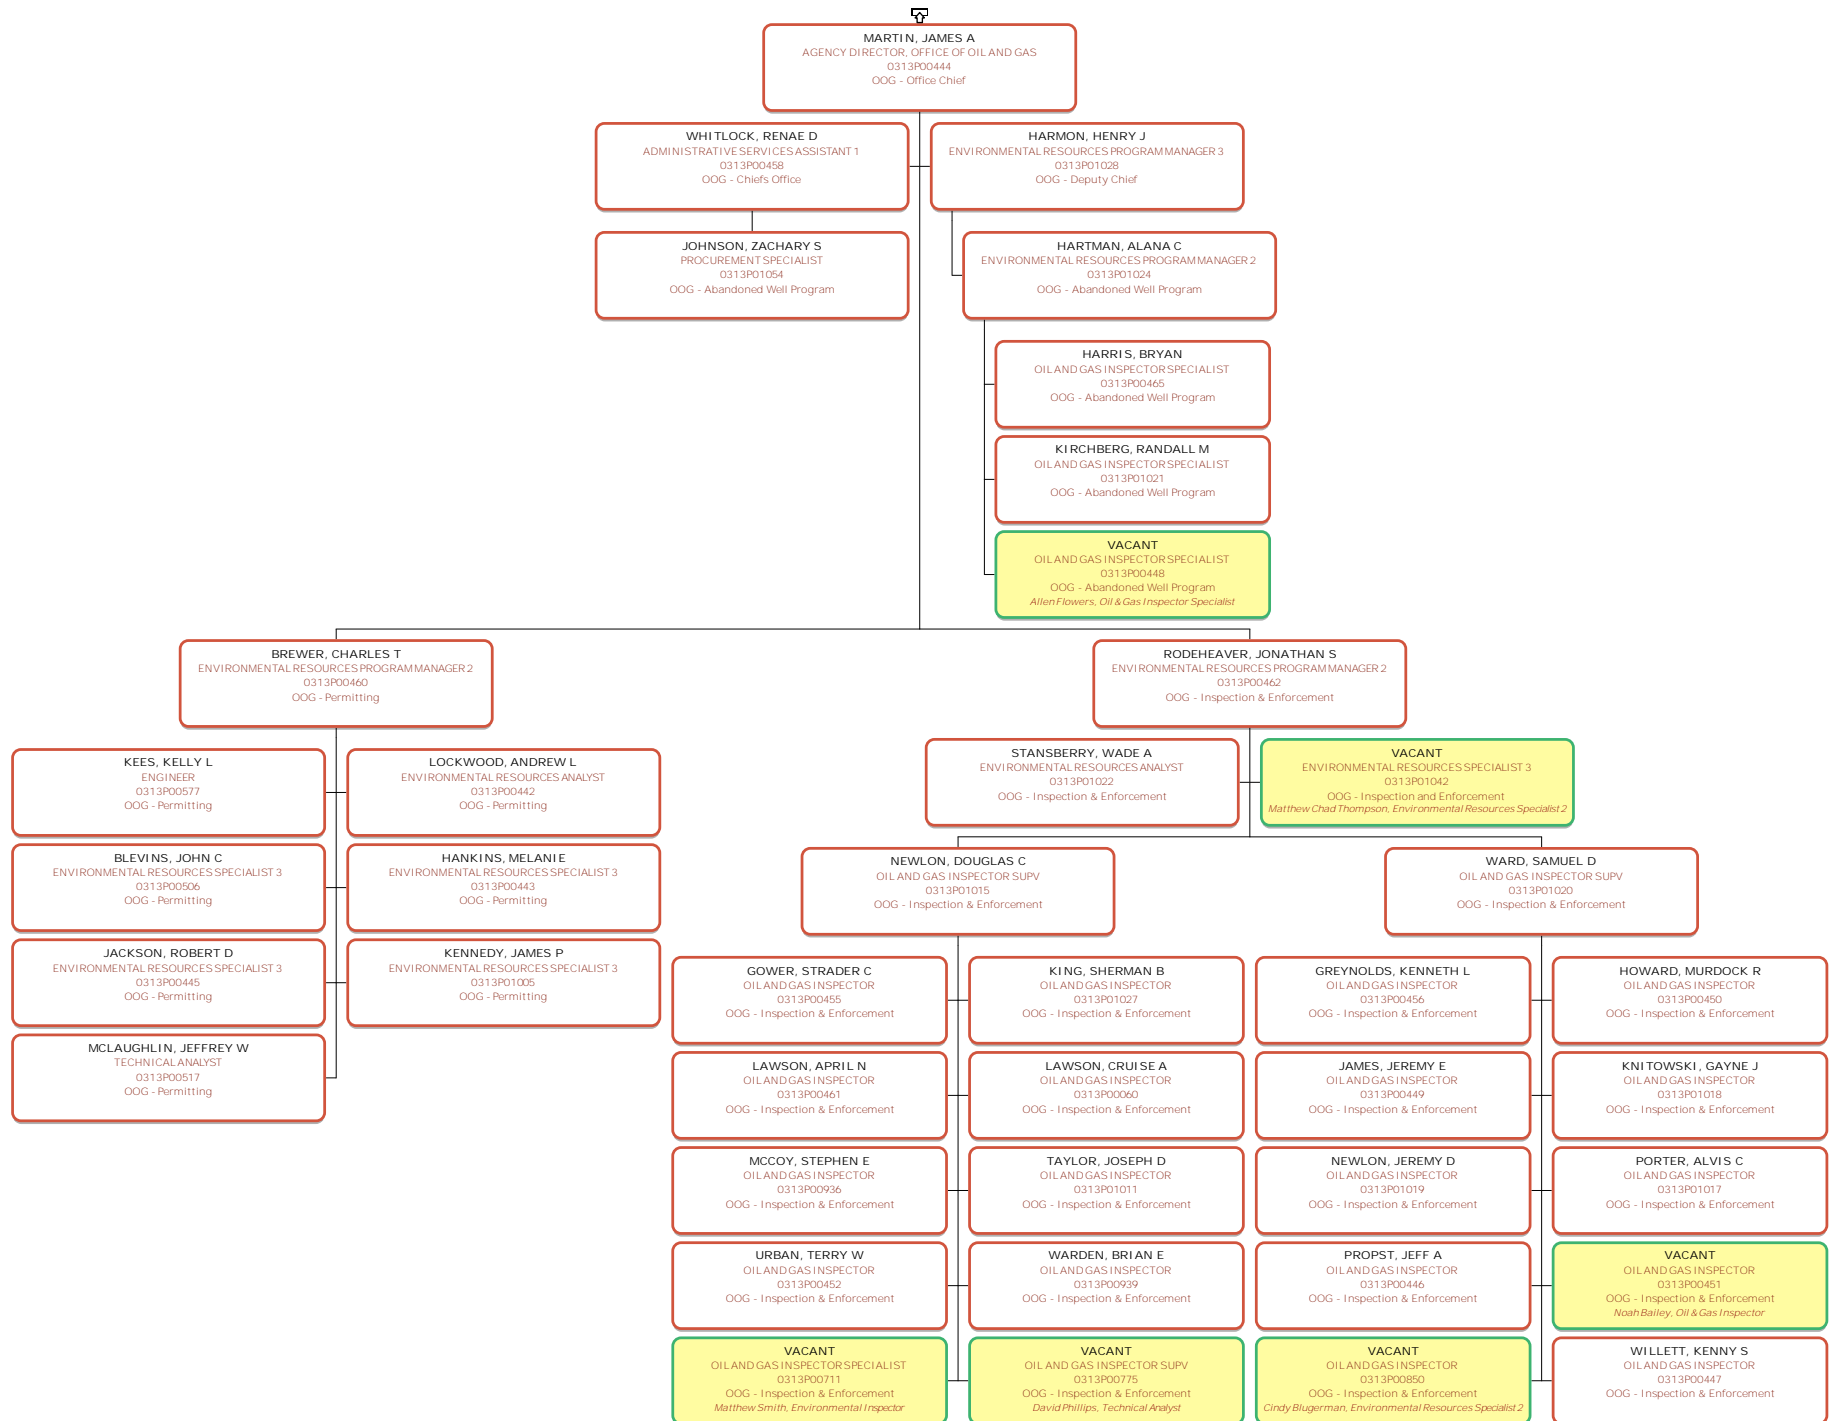 MARTIN, JAMES A
AGENCY DIRECTOR, OFFICE OF OIL AND GAS
0313P00444
OOG - Office Chief
WHITLOCK, RENAE D
ADMINISTRATIVE SERVICES ASSISTANT 1
0313P00458
OOG - Chiefs Office
HARMON, HENRY J
ENVIRONMENTAL RESOURCES PROGRAM MANAGER 3
0313P01028
OOG - Deputy Chief
JOHNSON, ZACHARY S
PROCUREMENT SPECIALIST
0313P01054
OOG - Abandoned Well Program
HARTMAN, ALANA C
ENVIRONMENTAL RESOURCES PROGRAM MANAGER 2
0313P01024
OOG - Abandoned Well Program
HARRIS, BRYAN
OIL AND GAS INSPECTOR SPECIALIST
0313P00465
OOG - Abandoned Well Program
KIRCHBERG, RANDALL M
OIL AND GAS INSPECTOR SPECIALIST
0313P01021
OOG - Abandoned Well Program
VACANT
OIL AND GAS INSPECTOR SPECIALIST
0313P00448
OOG - Abandoned Well Program
Allen Flowers, Oil & Gas Inspector Specialist
BREWER, CHARLES T
ENVIRONMENTAL RESOURCES PROGRAM MANAGER 2
0313P00460
OOG - Permitting
RODEHEAVER, JONATHAN S
ENVIRONMENTAL RESOURCES PROGRAM MANAGER 2
0313P00462
OOG - Inspection & Enforcement
KEES, KELLY L
ENGINEER
0313P00577
OOG - Permitting
LOCKWOOD, ANDREW L
ENVIRONMENTAL RESOURCES ANALYST
0313P00442
OOG - Permitting
BLEVINS, JOHN C
ENVIRONMENTAL RESOURCES SPECIALIST 3
0313P00506
OOG - Permitting
HANKINS, MELANIE
ENVIRONMENTAL RESOURCES SPECIALIST 3
0313P00443
OOG - Permitting
JACKSON, ROBERT D
ENVIRONMENTAL RESOURCES SPECIALIST 3
0313P00445
OOG - Permitting
KENNEDY, JAMES P
ENVIRONMENTAL RESOURCES SPECIALIST 3
0313P01005
OOG - Permitting
MCLAUGHLIN, JEFFREY W
TECHNICAL ANALYST
0313P00517
OOG - Permitting
STANSBERRY, WADE A
ENVIRONMENTAL RESOURCES ANALYST
0313P01022
OOG - Inspection & Enforcement
VACANT
ENVIRONMENTAL RESOURCES SPECIALIST 3
0313P01042
OOG - Inspection and Enforcement
Matthew Chad Thompson, Environmental Resources Specialist 2
NEWLON, DOUGLAS C
OIL AND GAS INSPECTOR SUPV
0313P01015
OOG - Inspection & Enforcement
WARD, SAMUEL D
OIL AND GAS INSPECTOR SUPV
0313P01020
OOG - Inspection & Enforcement
GOWER, STRADER C
OIL AND GAS INSPECTOR
0313P00455
OOG - Inspection & Enforcement
KING, SHERMAN B
OIL AND GAS INSPECTOR
0313P01027
OOG - Inspection & Enforcement
LAWSON, APRIL N
OIL AND GAS INSPECTOR
0313P00461
OOG - Inspection & Enforcement
LAWSON, CRUISE A
OIL AND GAS INSPECTOR
0313P00060
OOG - Inspection & Enforcement
MCCOY, STEPHEN E
OIL AND GAS INSPECTOR
0313P00936
OOG - Inspection & Enforcement
TAYLOR, JOSEPH D
OIL AND GAS INSPECTOR
0313P01011
OOG - Inspection & Enforcement
URBAN, TERRY W
OIL AND GAS INSPECTOR
0313P00452
OOG - Inspection & Enforcement
WARDEN, BRIAN E
OIL AND GAS INSPECTOR
0313P00939
OOG - Inspection & Enforcement
VACANT
OIL AND GAS INSPECTOR SPECIALIST
0313P00711
OOG - Inspection & Enforcement
Matthew Smith, Environmental Inspector
VACANT
OIL AND GAS INSPECTOR SUPV
0313P00775
OOG - Inspection & Enforcement
David Phillips, Technical Analyst
GREYNOLDS, KENNETH L
OIL AND GAS INSPECTOR
0313P00456
OOG - Inspection & Enforcement
HOWARD, MURDOCK R
OIL AND GAS INSPECTOR
0313P00450
OOG - Inspection & Enforcement
JAMES, JEREMY E
OIL AND GAS INSPECTOR
0313P00449
OOG - Inspection & Enforcement
KNITOWSKI, GAYNE J
OIL AND GAS INSPECTOR
0313P01018
OOG - Inspection & Enforcement
NEWLON, JEREMY D
OIL AND GAS INSPECTOR
0313P01019
OOG - Inspection & Enforcement
PORTER, ALVIS C
OIL AND GAS INSPECTOR
0313P01017
OOG - Inspection & Enforcement
PROPST, JEFF A
OIL AND GAS INSPECTOR
0313P00446
OOG - Inspection & Enforcement
VACANT
OIL AND GAS INSPECTOR
0313P00451
OOG - Inspection & Enforcement
Noah Bailey, Oil & Gas Inspector
VACANT
OIL AND GAS INSPECTOR
0313P00850
OOG - Inspection & Enforcement
Cindy Blugerman, Environmental Resources Specialist 2
WILLETT, KENNY S
OIL AND GAS INSPECTOR
0313P00447
OOG - Inspection & Enforcement